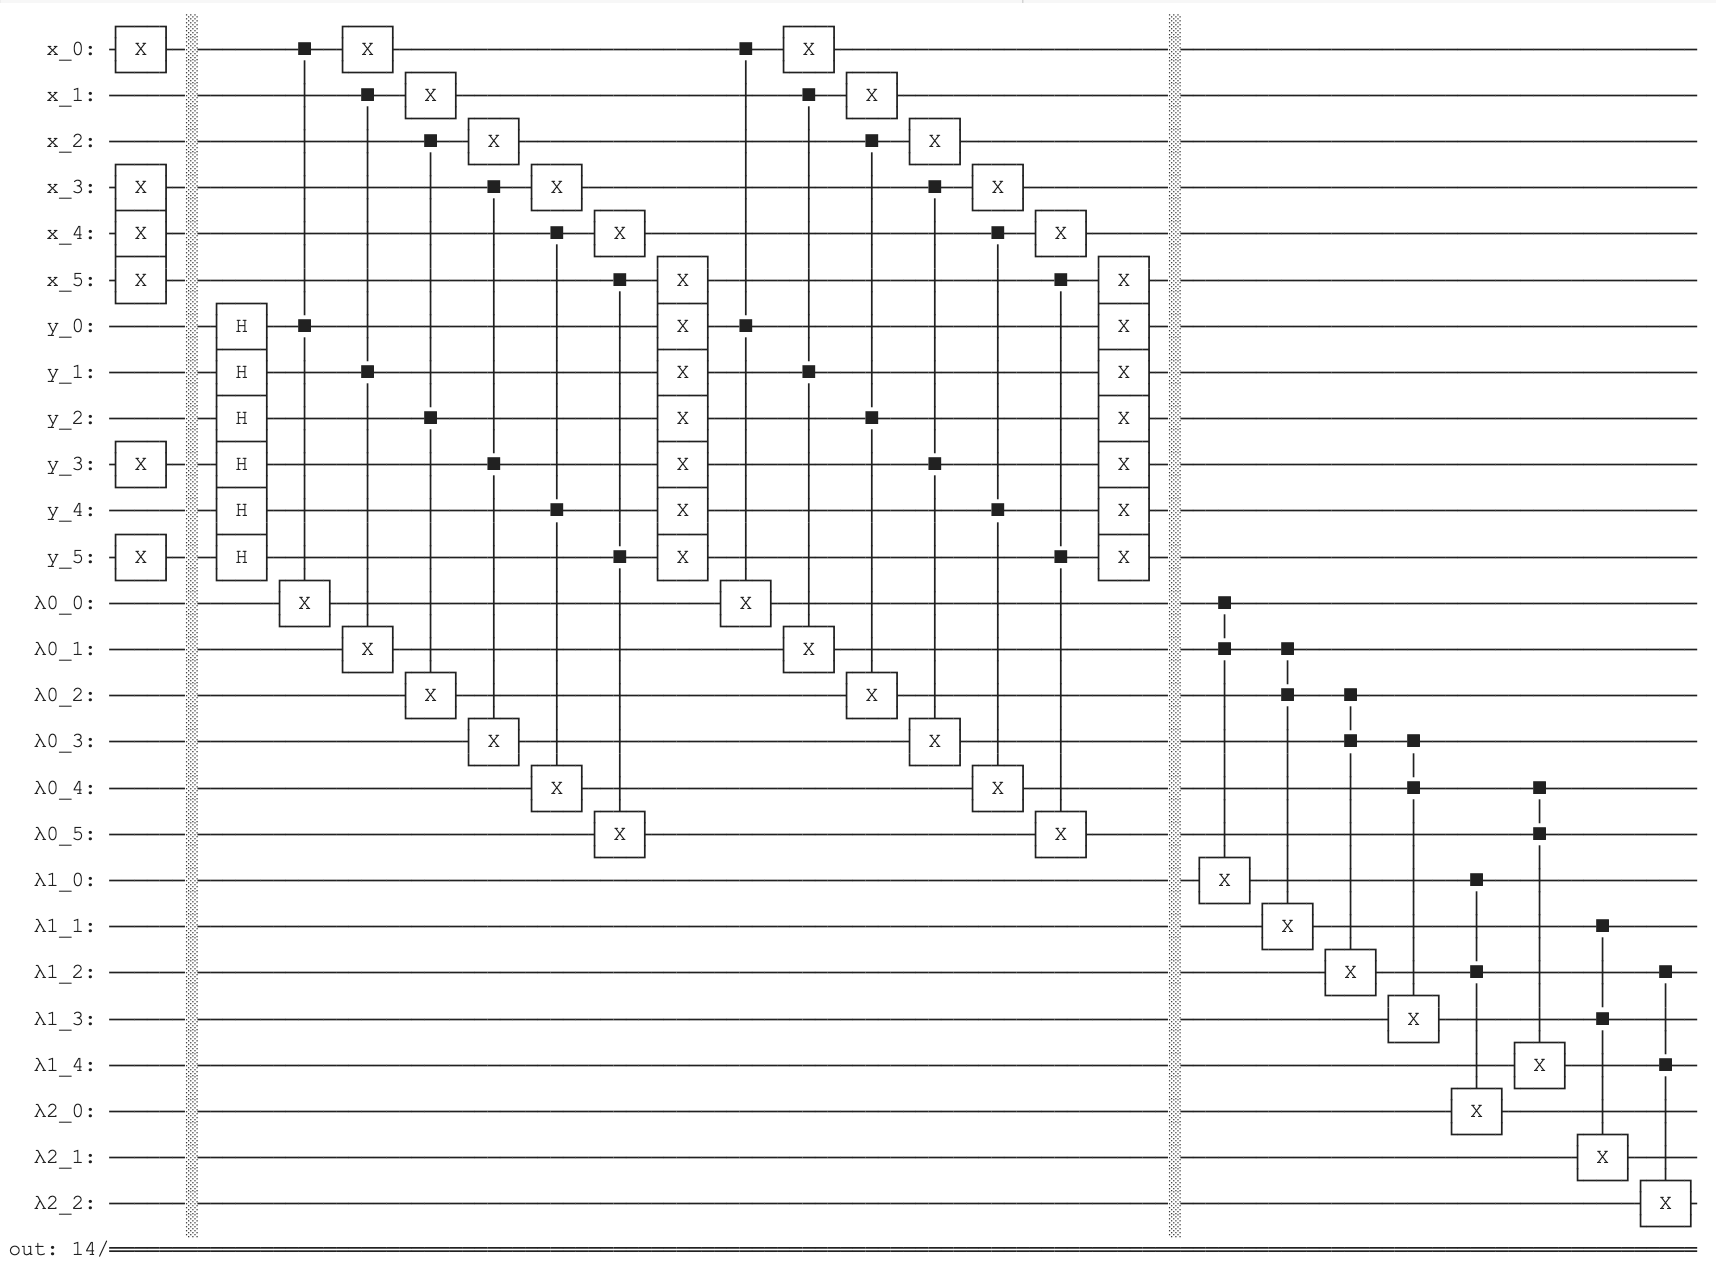 x_0: X X X
x_1: X X
x_2: X X
x_3: X X X
x_4: X X X
x_5: X X X
y_0: H X X
y_1: H X X
y_2: H X X
y_3: X H X X
y_4: H X X
y_5: X H X X
λ0_0: X X
λ0_1: X X
λ0_2: X X
λ0_3: X X
λ0_4: X X
λ0_5: X X
λ1_0: X
λ1_1: X
λ1_2: X
λ1_3: X
λ1_4: X
λ2_0: X
λ2_1: X
λ2_2: X
out: 14/